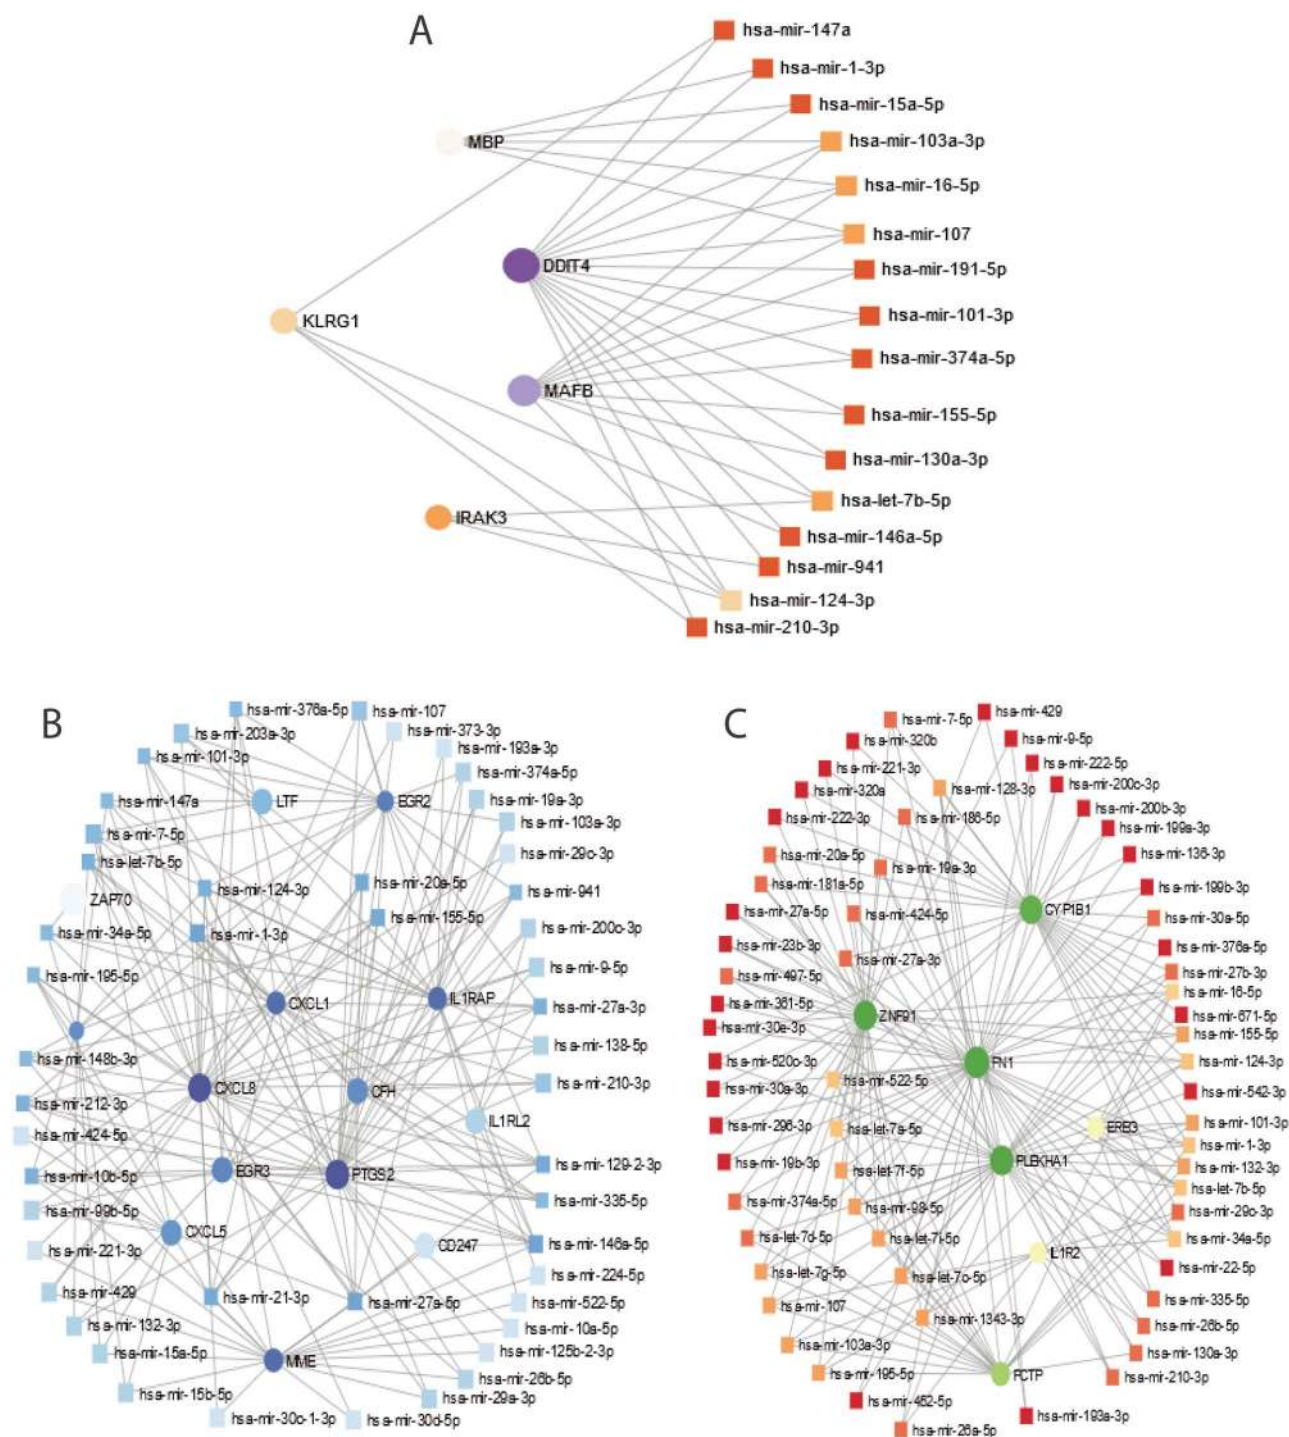 A
hsa-mir-147a
hsa-mir-1-3p
hsa-mir-15a-5p
hsa-mir-103a-3p
MBP
hsa-mir-16-5p
hsa-mir-107
DDIT4
hsa-mir-191-5p
hsa-mir-101-3p
KLRG1
hsa-mir-374a-5p
MAFB
hsa-mir-155-5p
hsa-mir-130a-3p
hsa-let-7b-5p
IRAK3
hsa-mir-146a-5p
hsa-mir-941
hsa-mir-124-3p
hsa-mir-210-3p
B
hsa-mir-376a-5p
hsa-mir-107
hsa-mir-203a-3p
hsa-mir-373-3p
hsa-mir-193a-3p
hsa-mir-101-3p
hsa-mir-374a-5p
hsa-mir-147a
LTF
EGR2
hsa-mir-19a-3p
hsa-mir-103a-3p
hsa-mir-7-5p
hsa-mir-29c-3p
hsa-let-7b-5p
hsa-mir-124-3p
hsa-mir-20a-5p
hsa-mir-941
ZAP70
hsa-mir-155-5p
hsa-mir-200c-3p
hsa-mir-34a-5p
hsa-mir-1-3p
hsa-mir-9-5p
hsa-mir-195-5p
CXCL1
IL1RAP
hsa-mir-27a-3p
hsa-mir-138-5p
hsa-mir-148b-3p
hsa-mir-210-3p
CXCL8
CFH
hsa-mir-212-3p
IL1RL2
hsa-mir-424-5p
hsa-mir-129-2-3p
EGR3
PTGS2
hsa-mir-10b-5p
hsa-mir-335-5p
hsa-mir-99b-5p
CXCL5
hsa-mir-146a-5p
CD247
hsa-mir-221-3p
hsa-mir-224-5p
hsa-mir-429
hsa-mir-21-3p
hsa-mir-27a-5p
hsa-mir-522-5p
hsa-mir-132-3p
hsa-mir-10a-5p
hsa-mir-15a-5p
MME
hsa-mir-125b-2-3p
hsa-mir-26b-5p
hsa-mir-15b-5p
hsa-mir-29a-3p
hsa-mir-30c-1-3p
hsa-mir-30d-5p
C
hsa-mir-429
hsa-mir-7-5p
hsa-mir-320b
hsa-mir-9-5p
hsa-mir-222-5p
hsa-mir-221-3p
hsa-mir-200c-3p
hsa-mir-320a
hsa-mir-128-3p
hsa-mir-200b-3p
hsa-mir-222-3p
hsa-mir-186-5p
hsa-mir-199a-3p
hsa-mir-20a-5p
hsa-mir-136-3p
hsa-mir-19a-3p
hsa-mir-181a-5p
hsa-mir-199b-3p
hsa-mir-27a-5p
hsa-mir-424-5p
CYP1B1
hsa-mir-30a-5p
hsa-mir-23b-3p
hsa-mir-376a-5p
hsa-mir-27a-3p
hsa-mir-497-5p
hsa-mir-27b-3p
hsa-mir-16-5p
hsa-mir-361-5p
ZNF91
hsa-mir-671-5p
hsa-mir-30e-3p
hsa-mir-155-5p
hsa-mir-520c-3p
FN1
hsa-mir-124-3p
hsa-mir-30a-3p
hsa-mir-522-5p
hsa-mir-542-3p
hsa-mir-296-3p
hsa-let-7a-5p
EREG
hsa-mir-101-3p
hsa-mir-1-3p
hsa-mir-19b-3p
hsa-let-7f-5p
PLEKHA1
hsa-mir-132-3p
hsa-let-7b-5p
hsa-mir-374a-5p
hsa-mir-98-5p
hsa-mir-29c-3p
hsa-let-7d-5p
hsa-let-7i-5p
hsa-mir-34a-5p
IL1R2
hsa-mir-22-5p
hsa-let-7g-5p
hsa-let-7c-5p
hsa-mir-335-5p
hsa-mir-107
hsa-mir-1343-3p
hsa-mir-26b-5p
hsa-mir-103a-3p
hsa-mir-130a-3p
hsa-mir-195-5p
FCTP
hsa-mir-210-3p
hsa-mir-452-5p
hsa-mir-193a-3p
hsa-mir-26a-5p